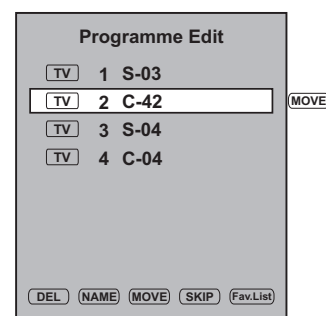 Programme Edit
TV 1 S-03
TV 2 C-42 MOVE
TV 3 S-04
TV 4 C-04
DEL NAME MOVE SKIP Fav.List